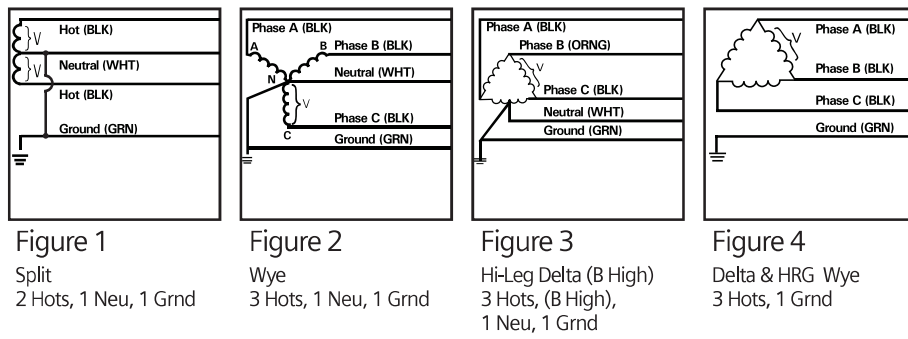 V
Hot (BLK)
V
Neutral (WHT)
Hot (BLK)
Ground (GRN)
Figure 1
Split
2 Hots, 1 Neu, 1 Grnd
Phase A (BLK)
A
B
Phase B (BLK)
N
Neutral (WHT)
V
Phase C (BLK)
C
Ground (GRN)
Figure 2
Wye
3 Hots, 1 Neu, 1 Grnd
Phase A (BLK)
Phase B (ORNG)
V
Phase C (BLK)
Neutral (WHT)
Ground (GRN)
Figure 3
Hi-Leg Delta (B High)
3 Hots, (B High),
1 Neu, 1 Grnd
Phase A (BLK)
V
Phase B (BLK)
Phase C (BLK)
Ground (GRN)
Figure 4
Delta & HRG Wye
3 Hots, 1 Grnd